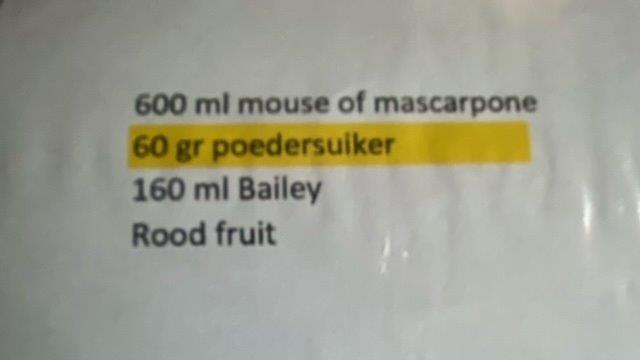 600 ml mouse of mascarpone
60 gr poedersuiker
160 ml Bailey
Rood fruit